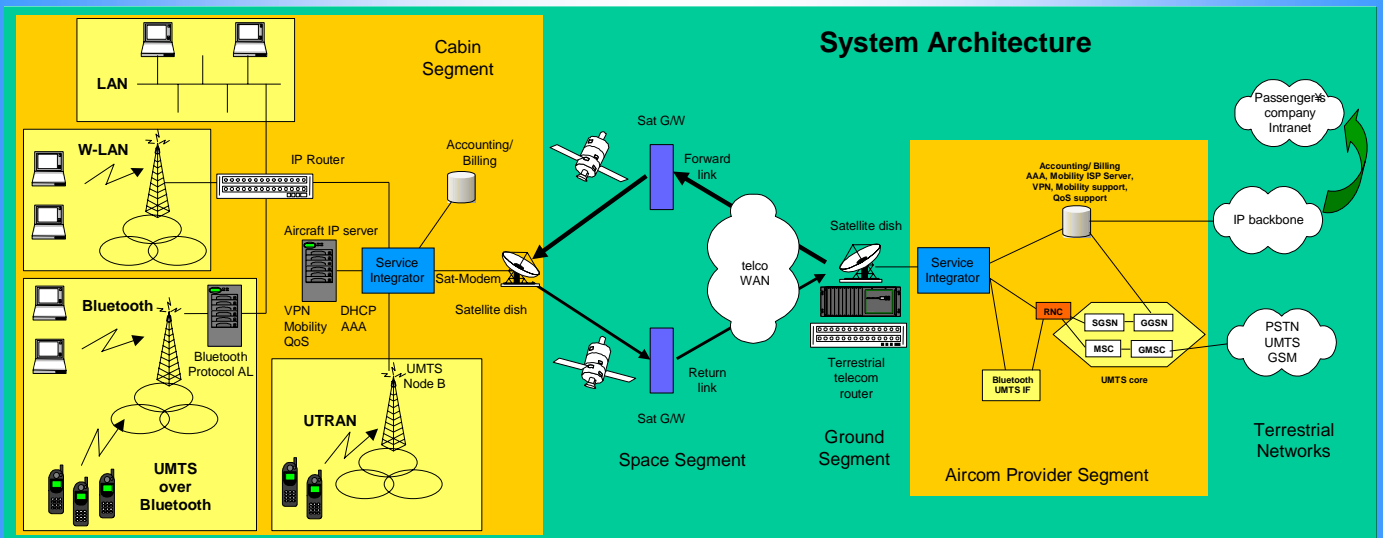 System Architecture
Cabin
Segment
LAN
W-LAN
IP Router
Accounting/
Billing
Aircraft IP server
Service
Integrator
Sat-Modem
Satellite dish
VPN
Mobility
QoS
DHCP
AAA
Bluetooth
Bluetooth
Protocol AL
UMTS
over
Bluetooth
UMTS
Node B
UTRAN
Sat G/W
Forward
link
telco
WAN
Return
link
Sat G/W
Space Segment
Satellite dish
Terrestrial
telecom
router
Ground
Segment
Accounting/ Billing
AAA, Mobility ISP Server,
VPN, Mobility support,
QoS support
Service
Integrator
RNC
SGSN
GGSN
MSC
GMSC
Bluetooth
UMTS IF
UMTS core
Aircom Provider Segment
Passenger¥s
company
Intranet
IP backbone
PSTN
UMTS
GSM
Terrestrial
Networks